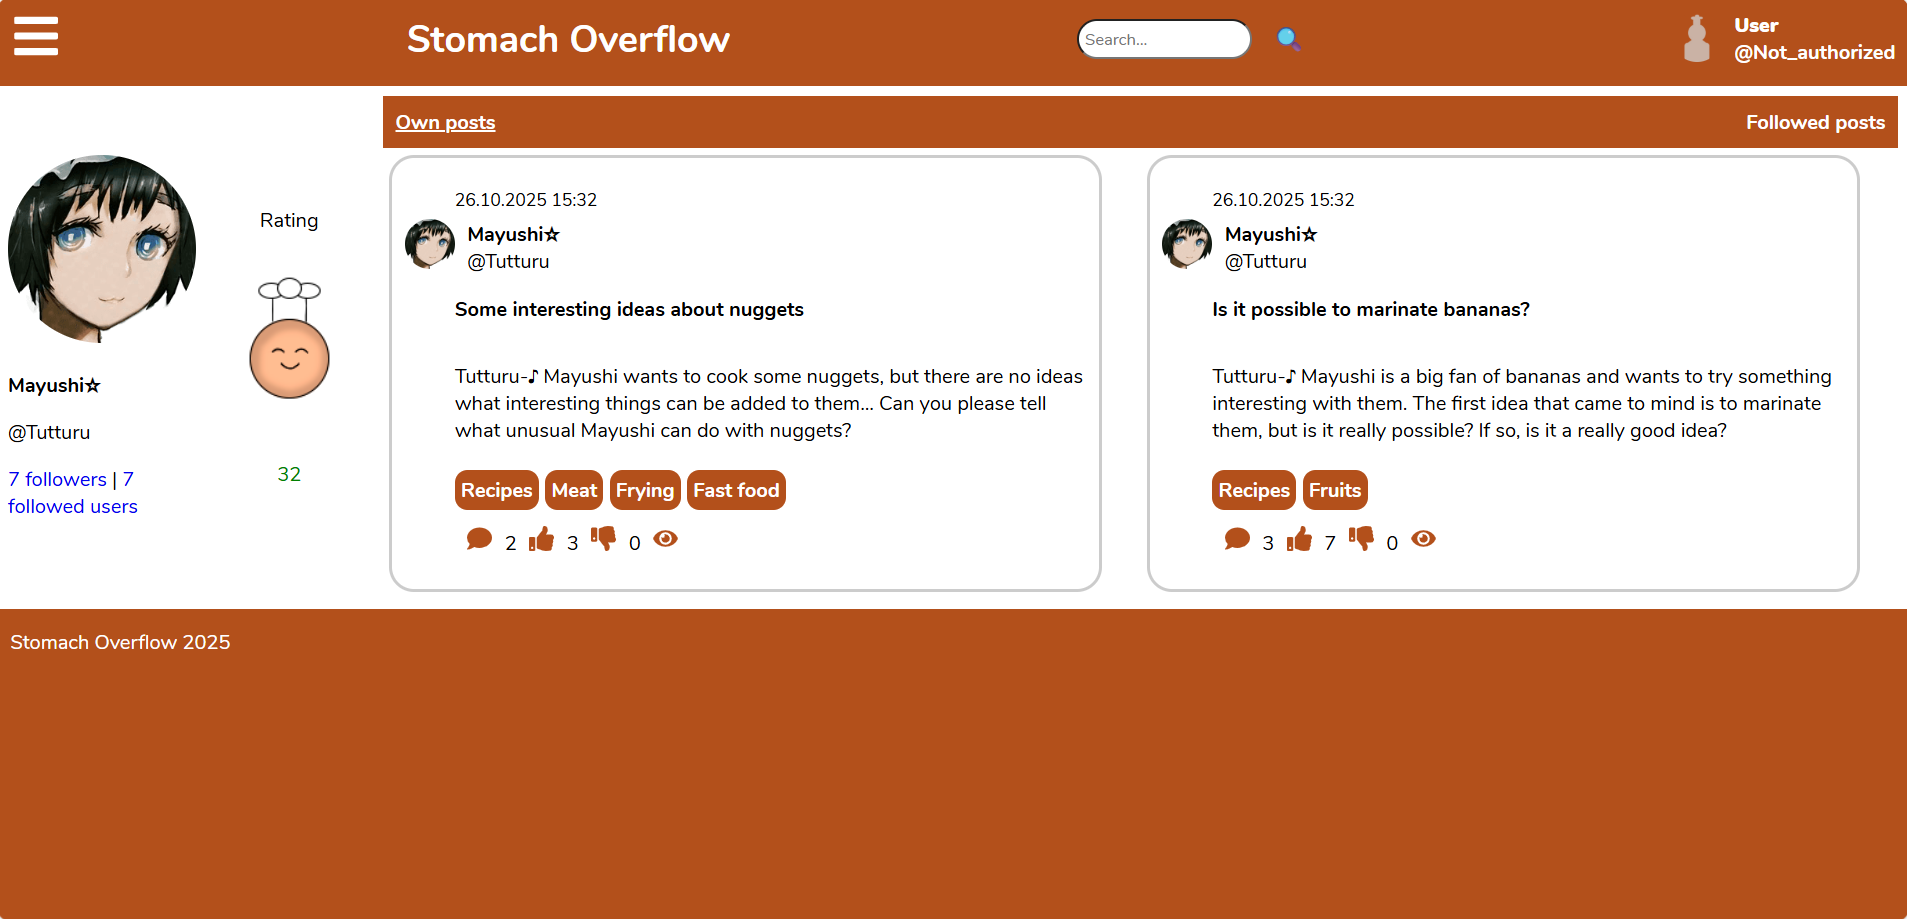 Stomach Overflow
Search...
User
@Not_authorized
Own posts
Followed posts
Rating
Mayushi☆
@Tutturu
7 followers | 7
followed users
32
26.10.2025 15:32
Mayushi☆
@Tutturu
Some interesting ideas about nuggets
Tutturu-♪ Mayushi wants to cook some nuggets, but there are no ideas
what interesting things can be added to them... Can you please tell
what unusual Mayushi can do with nuggets?
Recipes Meat Frying Fast food
2 3 0
26.10.2025 15:32
Mayushi☆
@Tutturu
Is it possible to marinate bananas?
Tutturu-♪ Mayushi is a big fan of bananas and wants to try something
interesting with them. The first idea that came to mind is to marinate
them, but is it really possible? If so, is it a really good idea?
Recipes Fruits
3 7 0
Stomach Overflow 2025